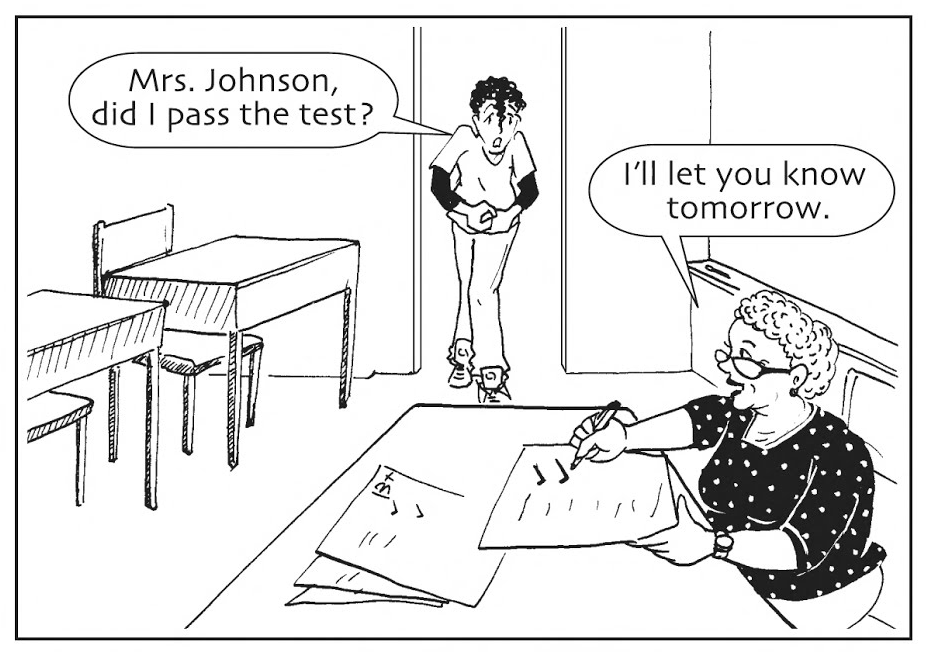 Mrs. Johnson,
did I pass the test?
I'll let you know
tomorrow.